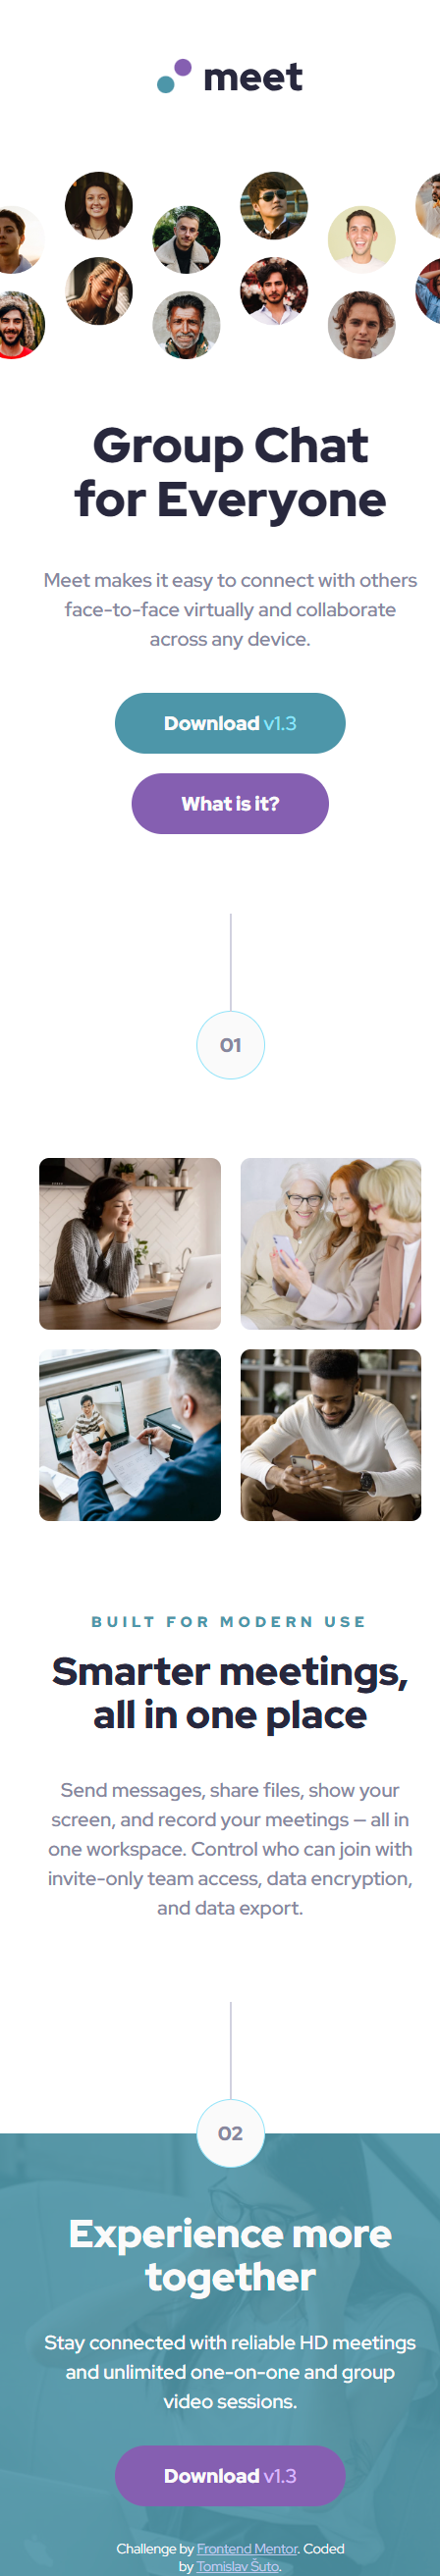 meet
Group Chat
for Everyone
Meet makes it easy to connect with others
face-to-face virtually and collaborate
across any device.
Download v1.3
What is it?
01
BUILT FOR MODERN USE
Smarter meetings,
all in one place
Send messages, share files, show your
screen, and record your meetings — all in
one workspace. Control who can join with
invite-only team access, data encryption,
and data export.
02
Experience more
together
Stay connected with reliable HD meetings
and unlimited one-on-one and group
video sessions.
Download v1.3
Challenge by Frontend Mentor. Coded
by Tomislav Šuto.